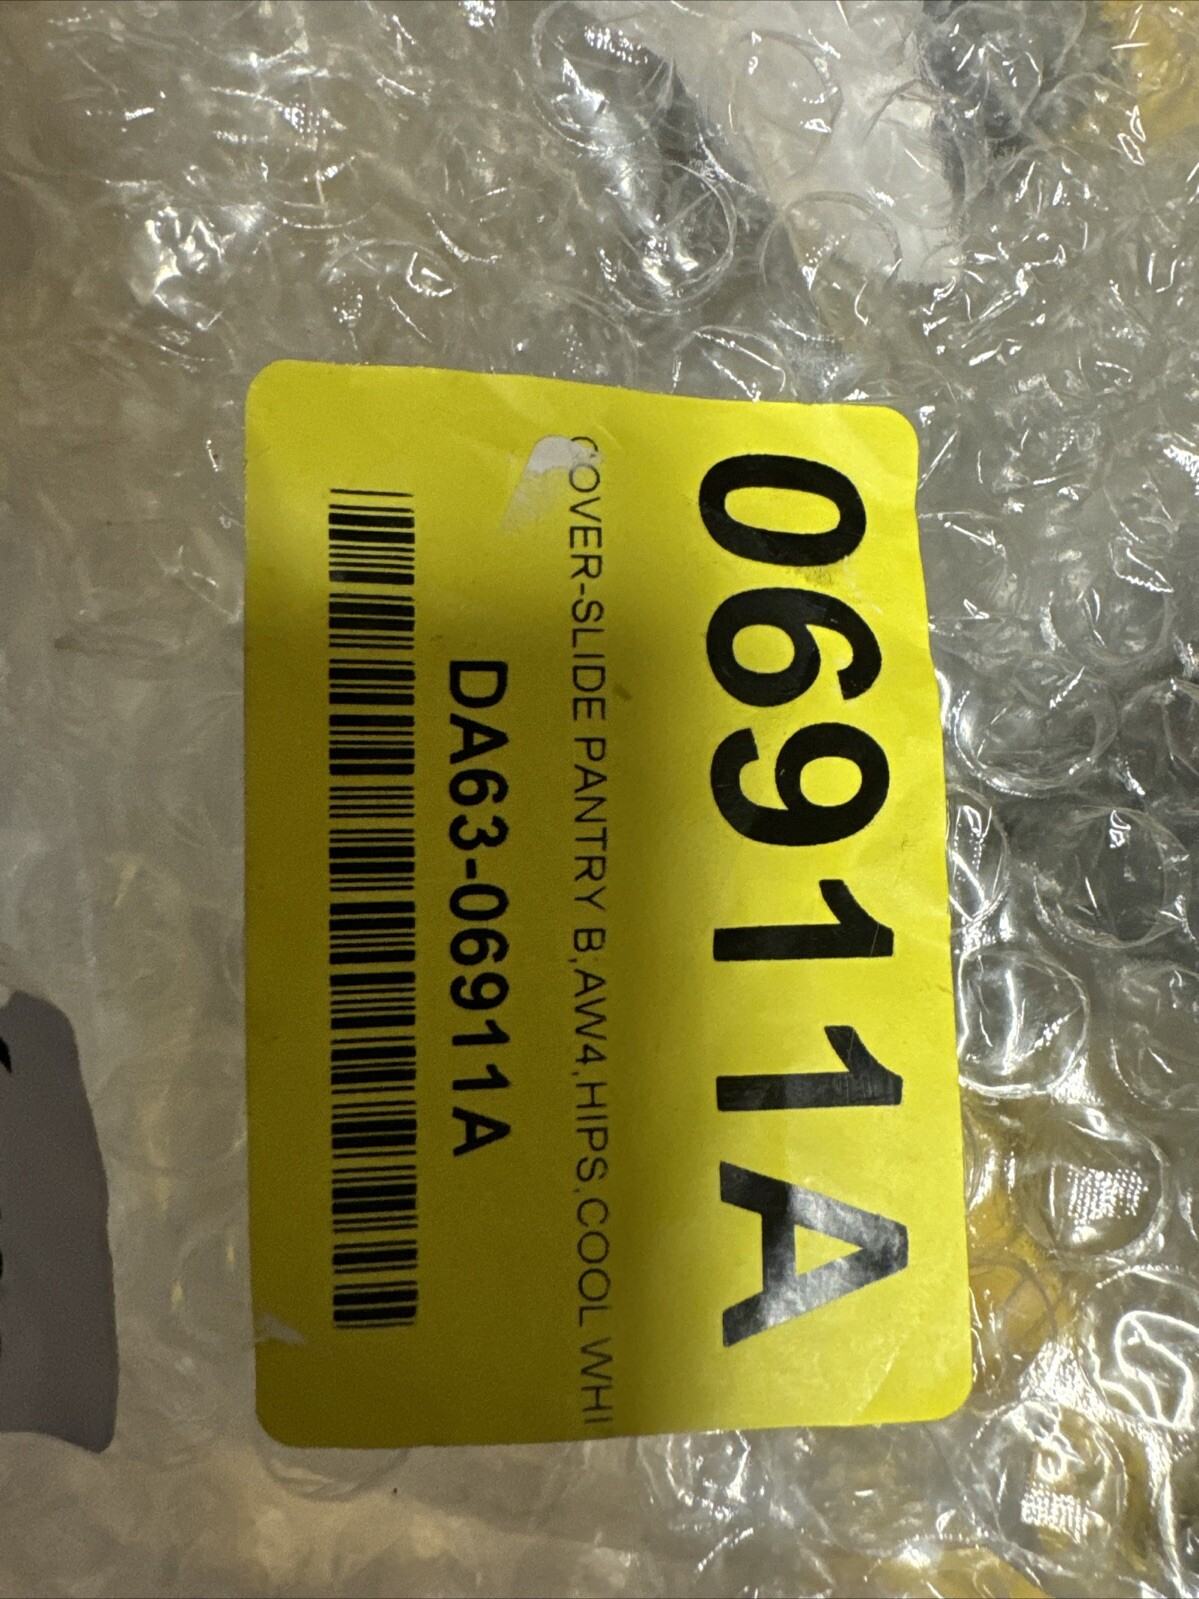 06911A
COVER-SLIDE PANTRY B;AW4,HIPS,COOL WHI
DA63-06911A